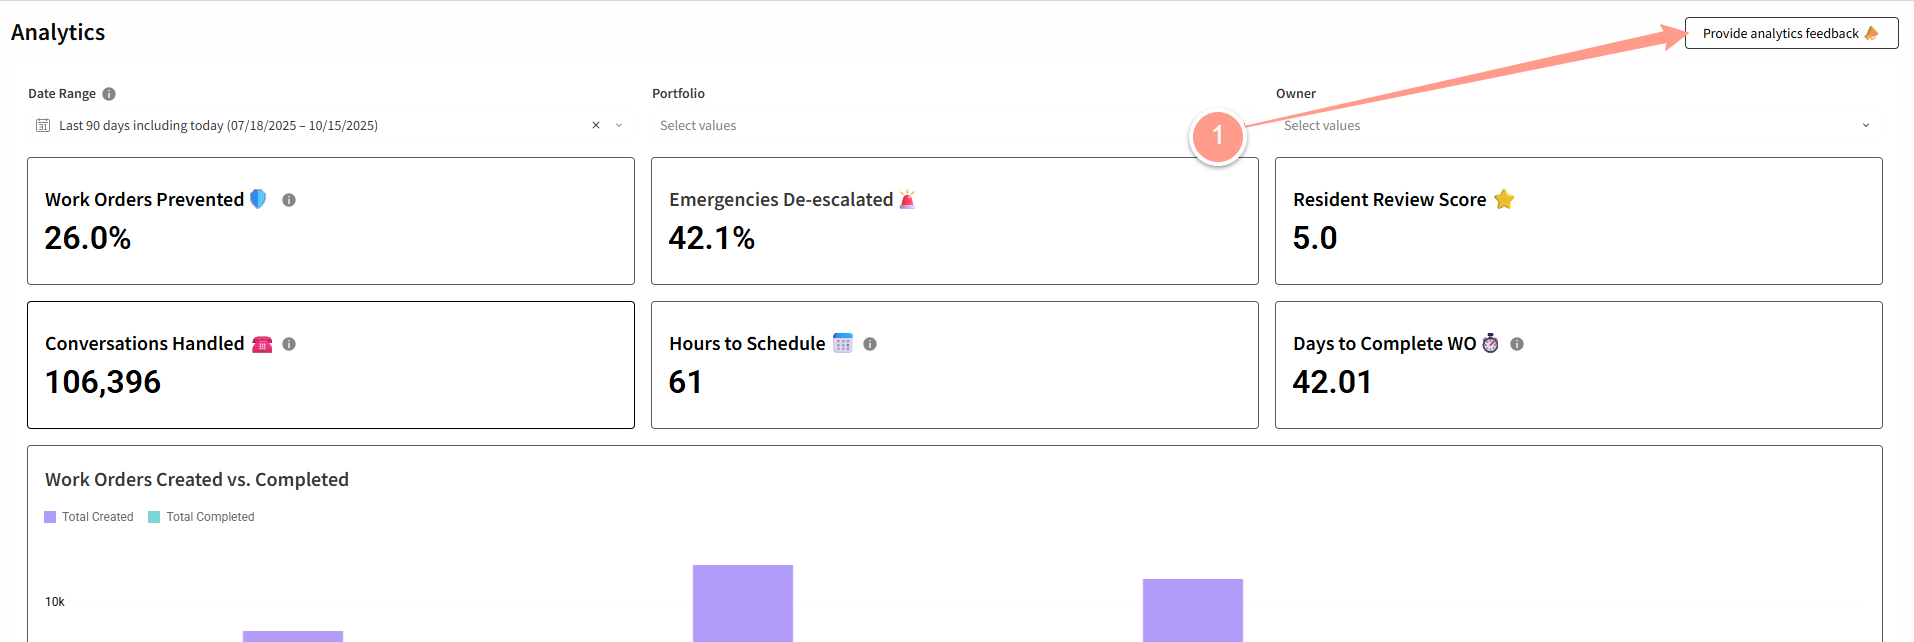 Analytics
Provide analytics feedback
Date Range
Portfolio
Owner
31 Last 90 days including today (07/18/2025 – 10/15/2025)
Select values
1
Select values
Work Orders Prevented
Emergencies De-escalated
Resident Review Score
26.0%
42.1%
5.0
Conversations Handled
Hours to Schedule
Days to Complete WO
106,396
61
42.01
Work Orders Created vs. Completed
Total Created
Total Completed
10k